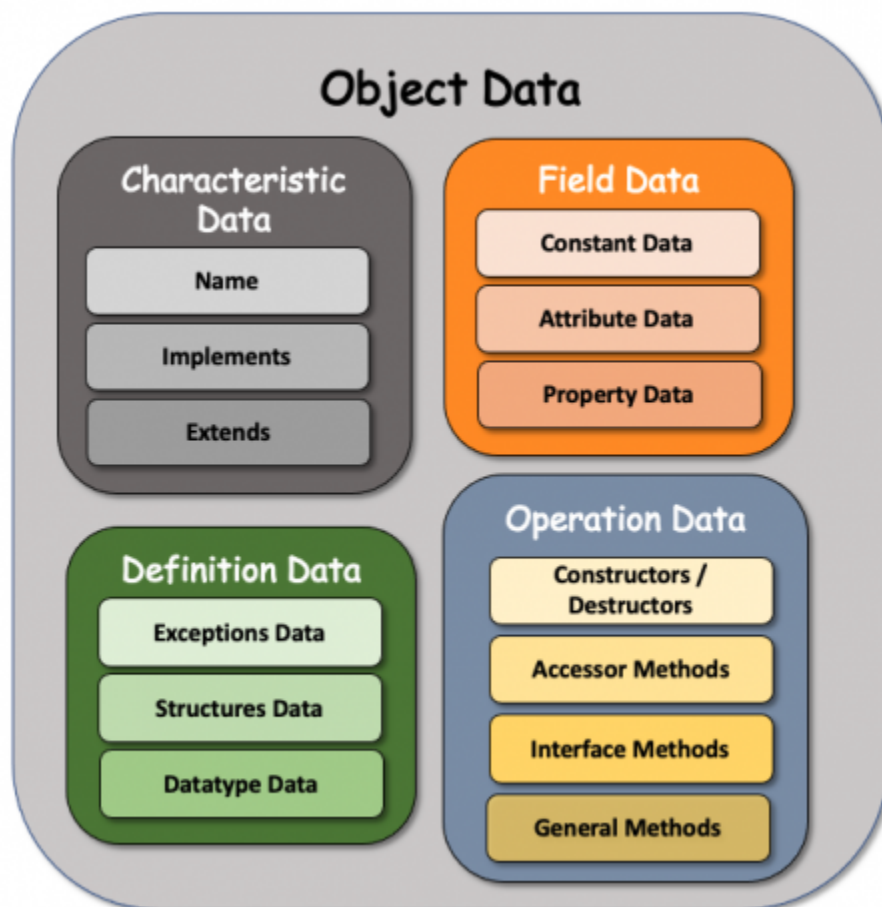 Object Data
Characteristic
Data
Name
Implements
Extends
Field Data
Constant Data
Attribute Data
Property Data
Definition Data
Exceptions Data
Structures Data
Datatype Data
Operation Data
Constructors /
Destructors
Accessor Methods
Interface Methods
General Methods